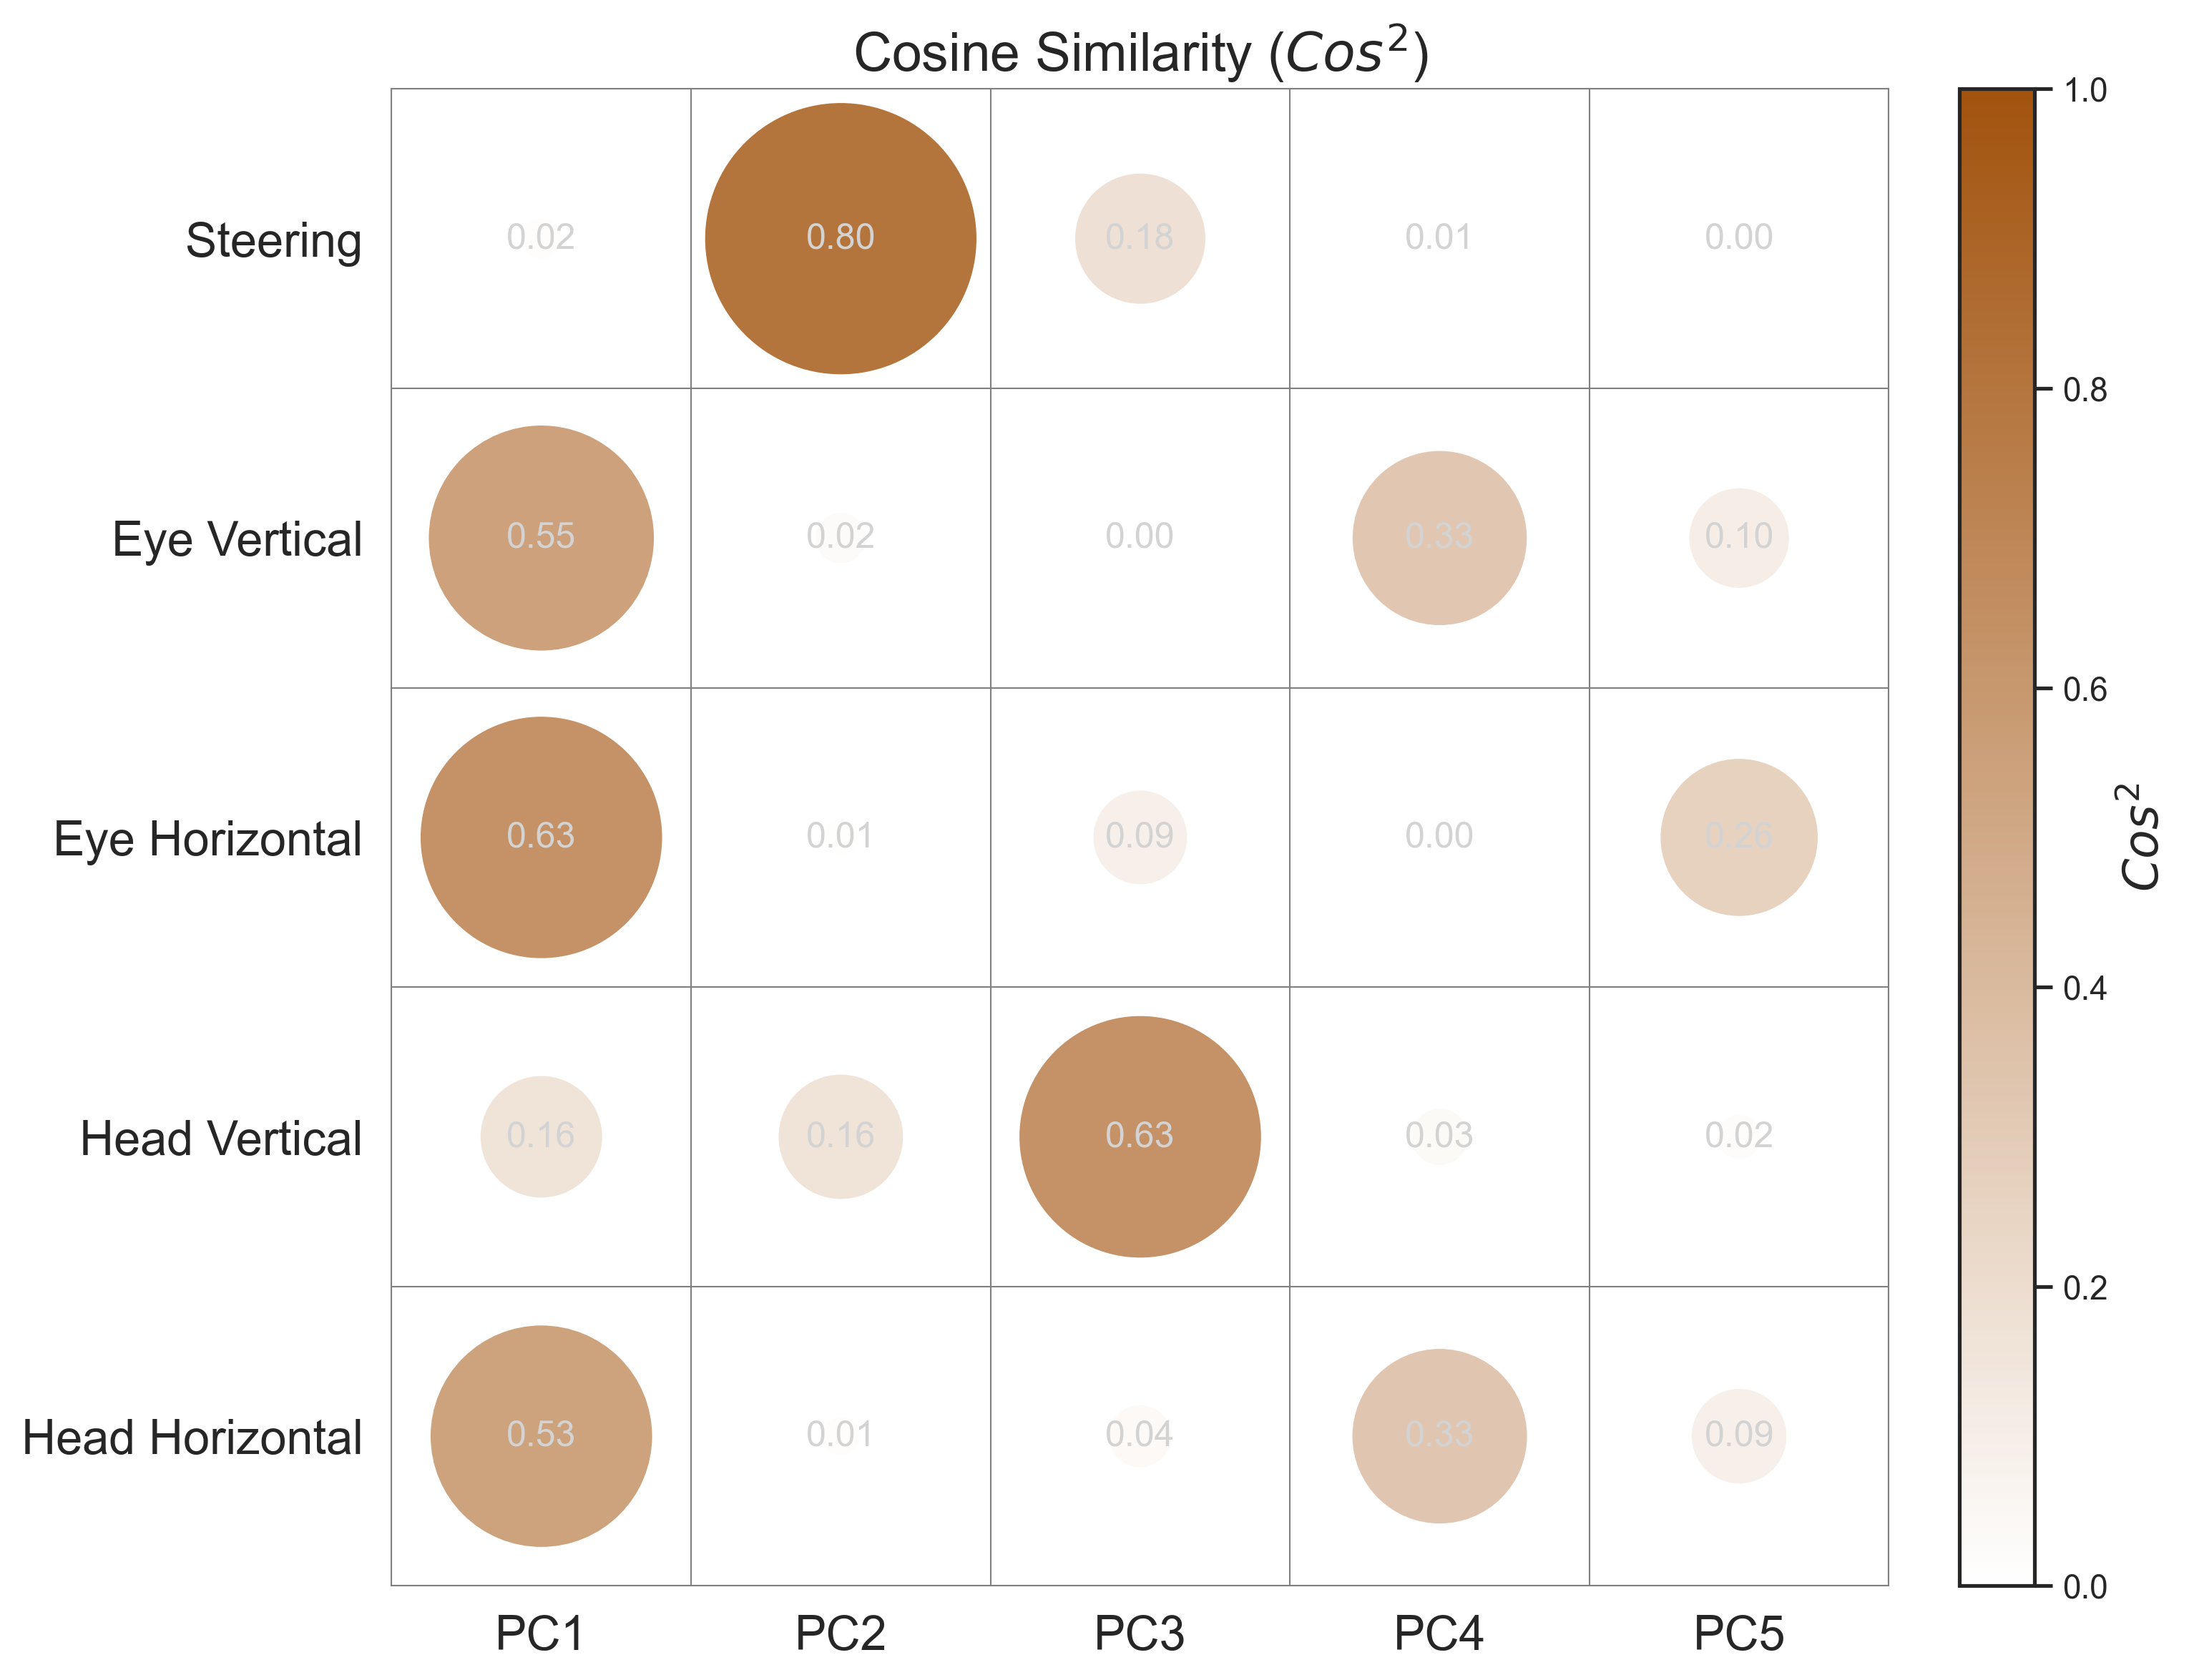 Cosine Similarity (Cos²)
Steering 0.02 0.80 0.18 0.01 0.00
Eye Vertical 0.55 0.02 0.00 0.33 0.10
Eye Horizontal 0.63 0.01 0.09 0.00 0.26
Head Vertical 0.16 0.16 0.63 0.03 0.02
Head Horizontal 0.53 0.01 0.04 0.33 0.09
PC1 PC2 PC3 PC4 PC5
1.0
0.8
0.6
0.4
0.2
0.0
Cos²